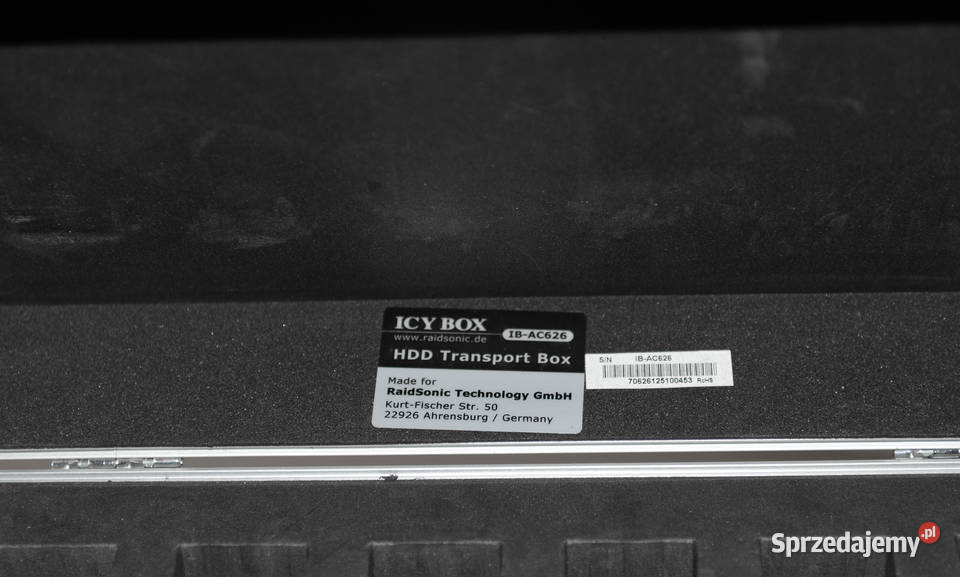 ICY BOX
www.raidsonic.de
IB-AC626
HDD Transport Box
Made for
RaidSonic Technology GmbH
Kurt-Fischer Str. 50
22926 Ahrensburg / Germany
S/N IB-AC626
70626125100453 RoHS
Sprzedajemy.pl